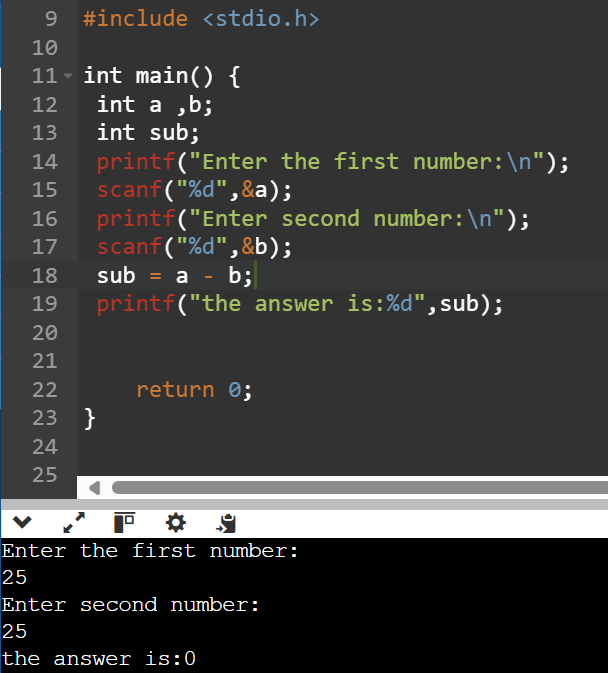 9 #include <stdio.h>
10
11 int main() {
12 int a ,b;
13 int sub;
14 printf("Enter the first number:\n");
15 scanf("%d",&a);
16 printf("Enter second number:\n");
17 scanf("%d",&b);
18 sub = a - b;
19 printf("the answer is:%d",sub);
20
21
22 return 0;
23 }
24
25
Enter the first number:
25
Enter second number:
25
the answer is:0